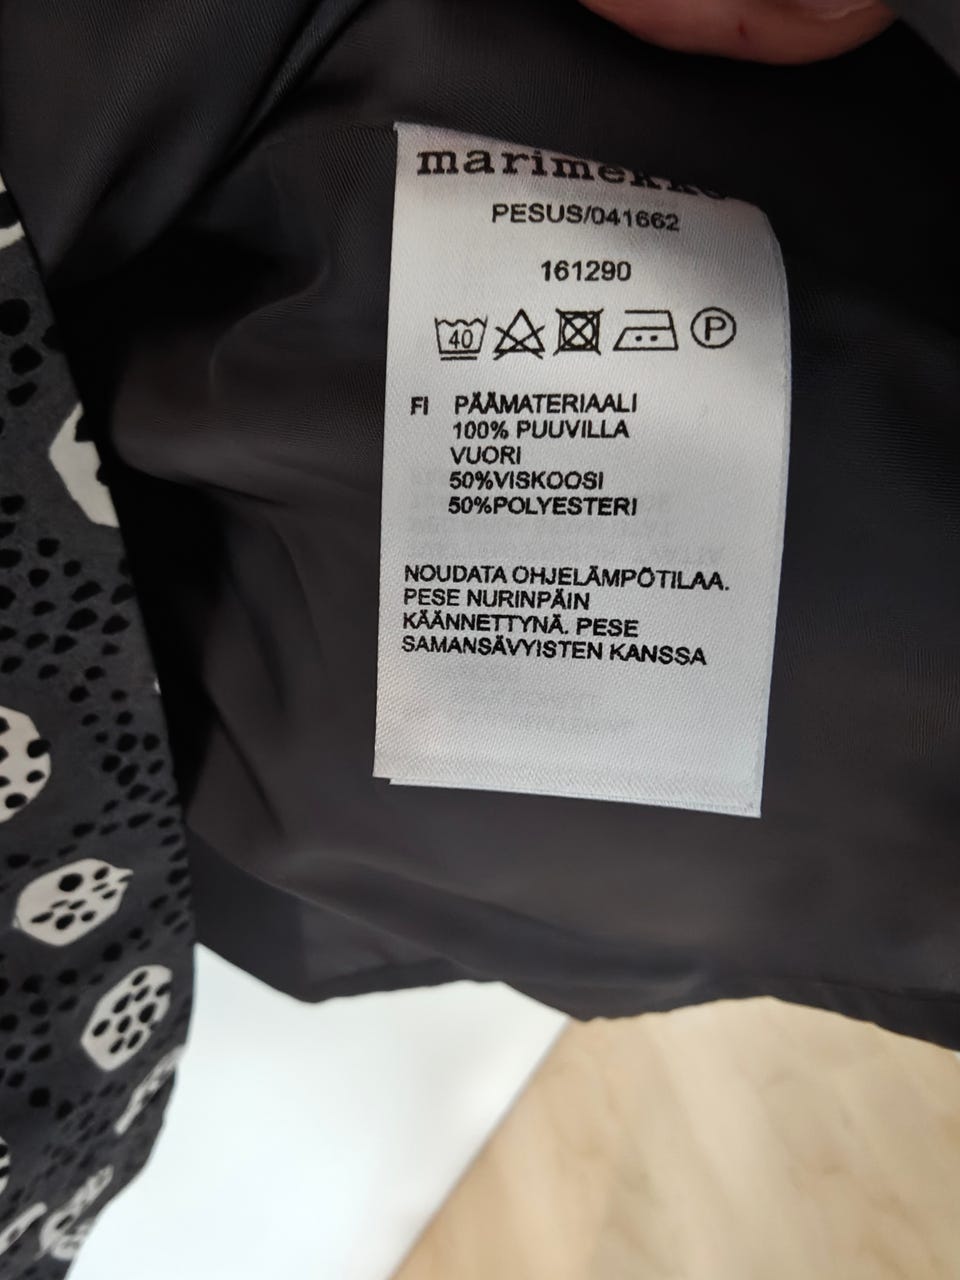 marimekko
PESUS/041662
161290
40
P
FI PÄÄMATERIAALI
100% PUUVILLA
VUORI
50%VISKOOSI
50%POLYESTERI
NOUDATA OHJELÄMPÖTILAA.
PESE NURINPÄIN
KÄÄNNETTYNÄ. PESE
SAMANSÄVYISTEN KANSSA